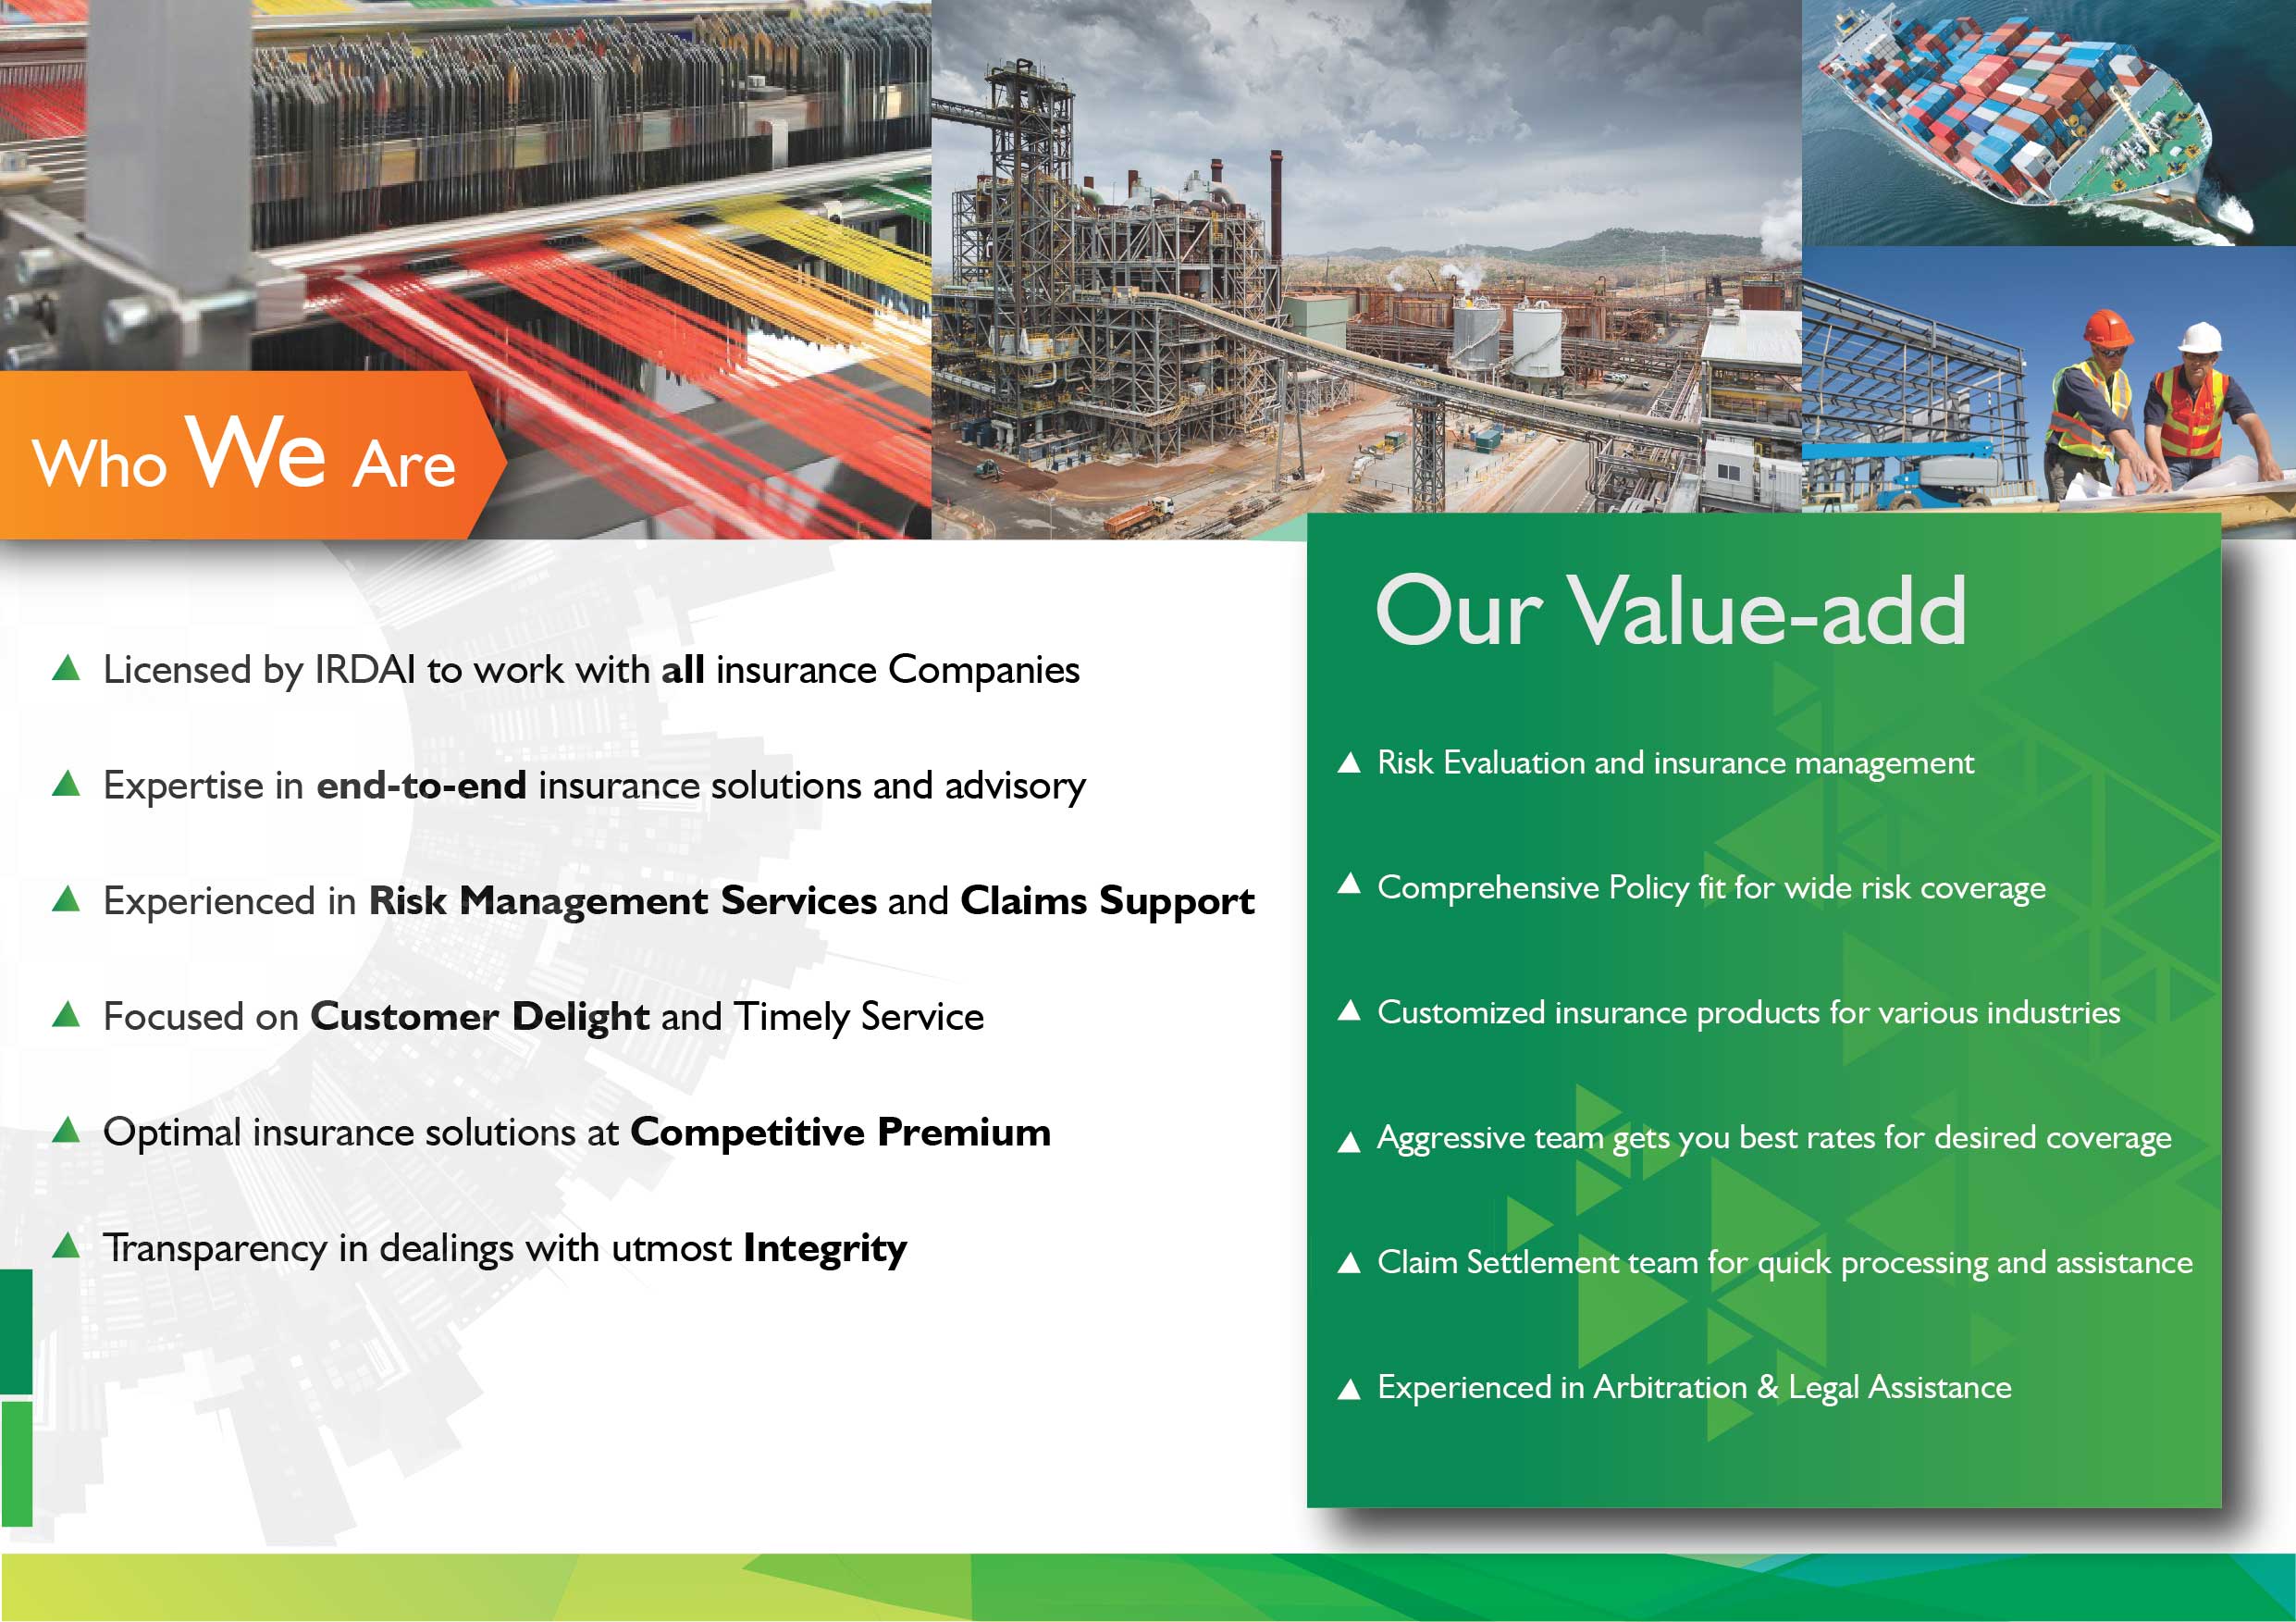 Who We Are
Licensed by IRDAI to work with all insurance Companies
Expertise in end-to-end insurance solutions and advisory
Experienced in Risk Management Services and Claims Support
Focused on Customer Delight and Timely Service
Optimal insurance solutions at Competitive Premium
Transparency in dealings with utmost Integrity
Our Value-add
Risk Evaluation and insurance management
Comprehensive Policy fit for wide risk coverage
Customized insurance products for various industries
Aggressive team gets you best rates for desired coverage
Claim Settlement team for quick processing and assistance
Experienced in Arbitration & Legal Assistance